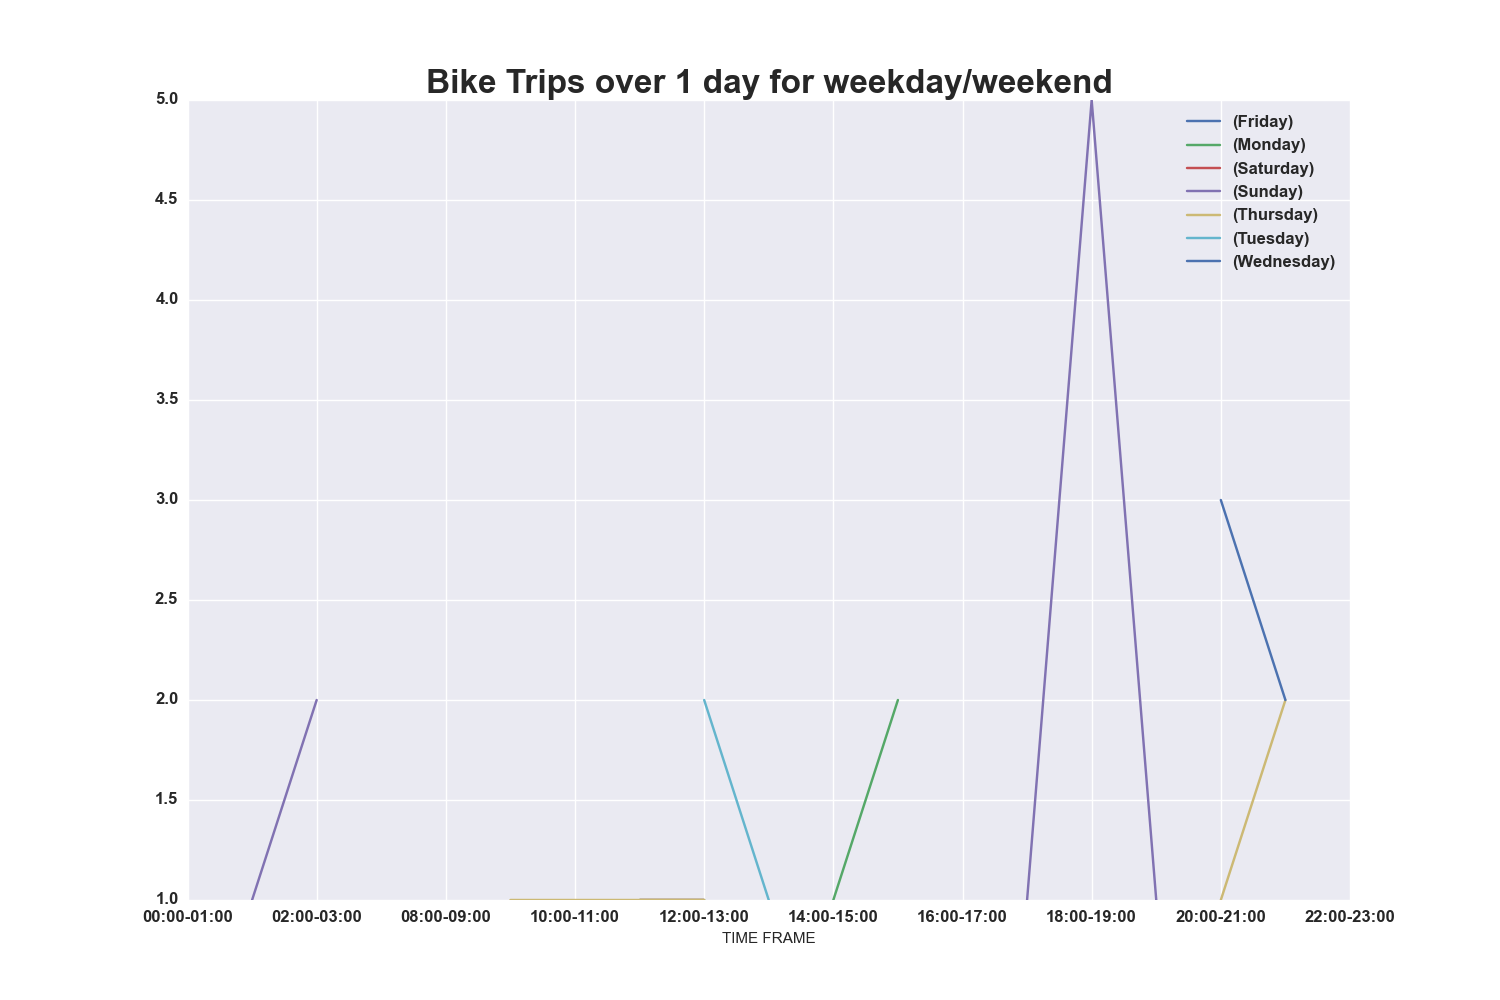 Bike Trips over 1 day for weekday/weekend
5.0
4.5
4.0
3.5
3.0
2.5
2.0
1.5
1.0
(Friday)
(Monday)
(Saturday)
(Sunday)
(Thursday)
(Tuesday)
(Wednesday)
00:00-01:00 02:00-03:00 08:00-09:00 10:00-11:00 12:00-13:00 14:00-15:00 16:00-17:00 18:00-19:00 20:00-21:00 22:00-23:00
TIME FRAME